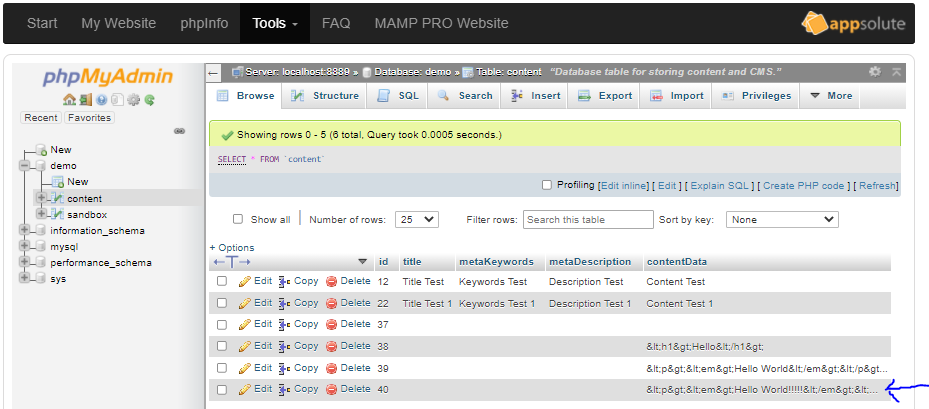 Start My Website phpInfo Tools FAQ MAMP PRO Website appsolute
phpMyAdmin
Recent Favorites
New
demo
New
content
sandbox
information_schema
mysql
performance_schema
sys
Server: localhost:8889 » Database: demo » Table: content "Database table for storing content and CMS."
Browse Structure SQL Search Insert Export Import Privileges More
Showing rows 0 - 5 (6 total, Query took 0.0005 seconds.)
SELECT * FROM `content`
Profiling [Edit inline] [ Edit ] [ Explain SQL ] [ Create PHP code ] [ Refresh]
Show all Number of rows: 25 Filter rows: Search this table Sort by key: None
+ Options
id title metaKeywords metaDescription contentData
Edit Copy Delete 12 Title Test Keywords Test Description Test Content Test
Edit Copy Delete 22 Title Test 1 Keywords Test 1 Description Test 1 Content Test 1
Edit Copy Delete 37
Edit Copy Delete 38 &lt;h1&gt;Hello&lt;/h1&gt;
Edit Copy Delete 39 &lt;p&gt;&lt;em&gt;Hello World&lt;/em&gt;&lt;/p&gt...
Edit Copy Delete 40 &lt;p&gt;&lt;em&gt;Hello World!!!!!&lt;/em&gt;&lt;...